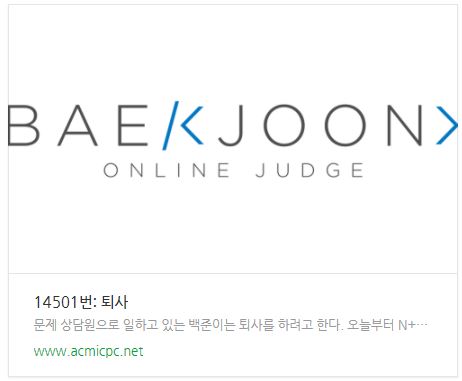 BAEKJOON>
ONLINE JUDGE
14501번: 퇴사
문제 상담원으로 일하고 있는 백준이는 퇴사를 하려고 한다. 오늘부터 N+…
www.acmicpc.net